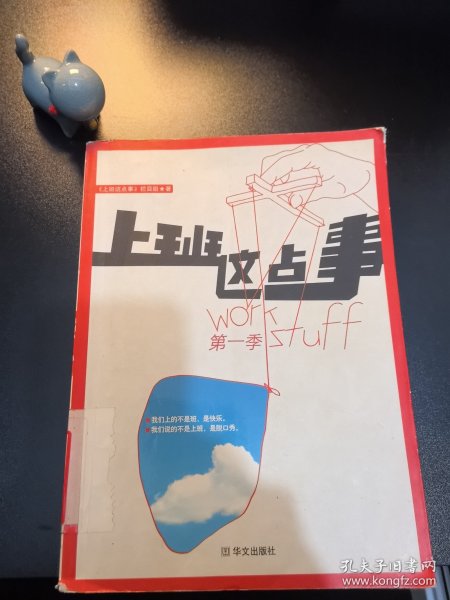 《上班这点事》栏目组★著
上班这点事
work
stuff
第一季
我们上的不是班，是快乐。
我们说的不是上班，是脱口秀。
华文出版社
孔夫子旧书网
www.kongfz.com